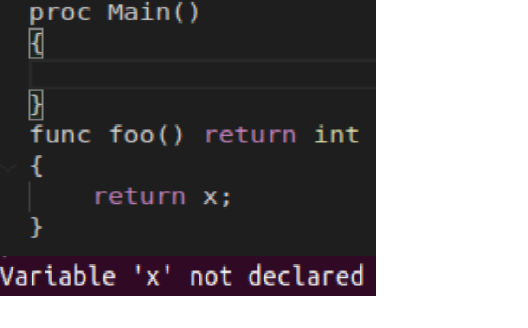 proc Main()
{
}
func foo() return int
{
return x;
}
Variable 'x' not declared